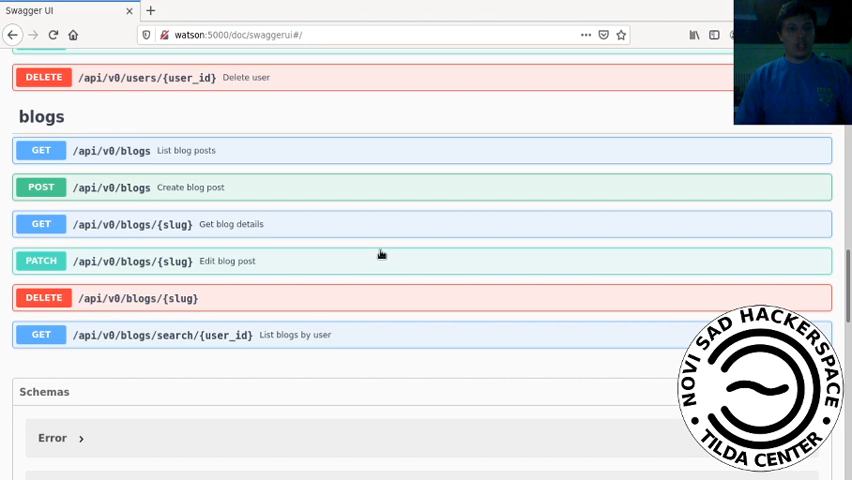 Swagger UI
watson:5000/doc/swaggerui#/
DELETE /api/v0/users/{user_id} Delete user
blogs
GET /api/v0/blogs List blog posts
POST /api/v0/blogs Create blog post
GET /api/v0/blogs/{slug} Get blog details
PATCH /api/v0/blogs/{slug} Edit blog post
DELETE /api/v0/blogs/{slug}
GET /api/v0/blogs/search/{user_id} List blogs by user
Schemas
Error
NOVI SAD HACKERSPACE
TILDA CENTER